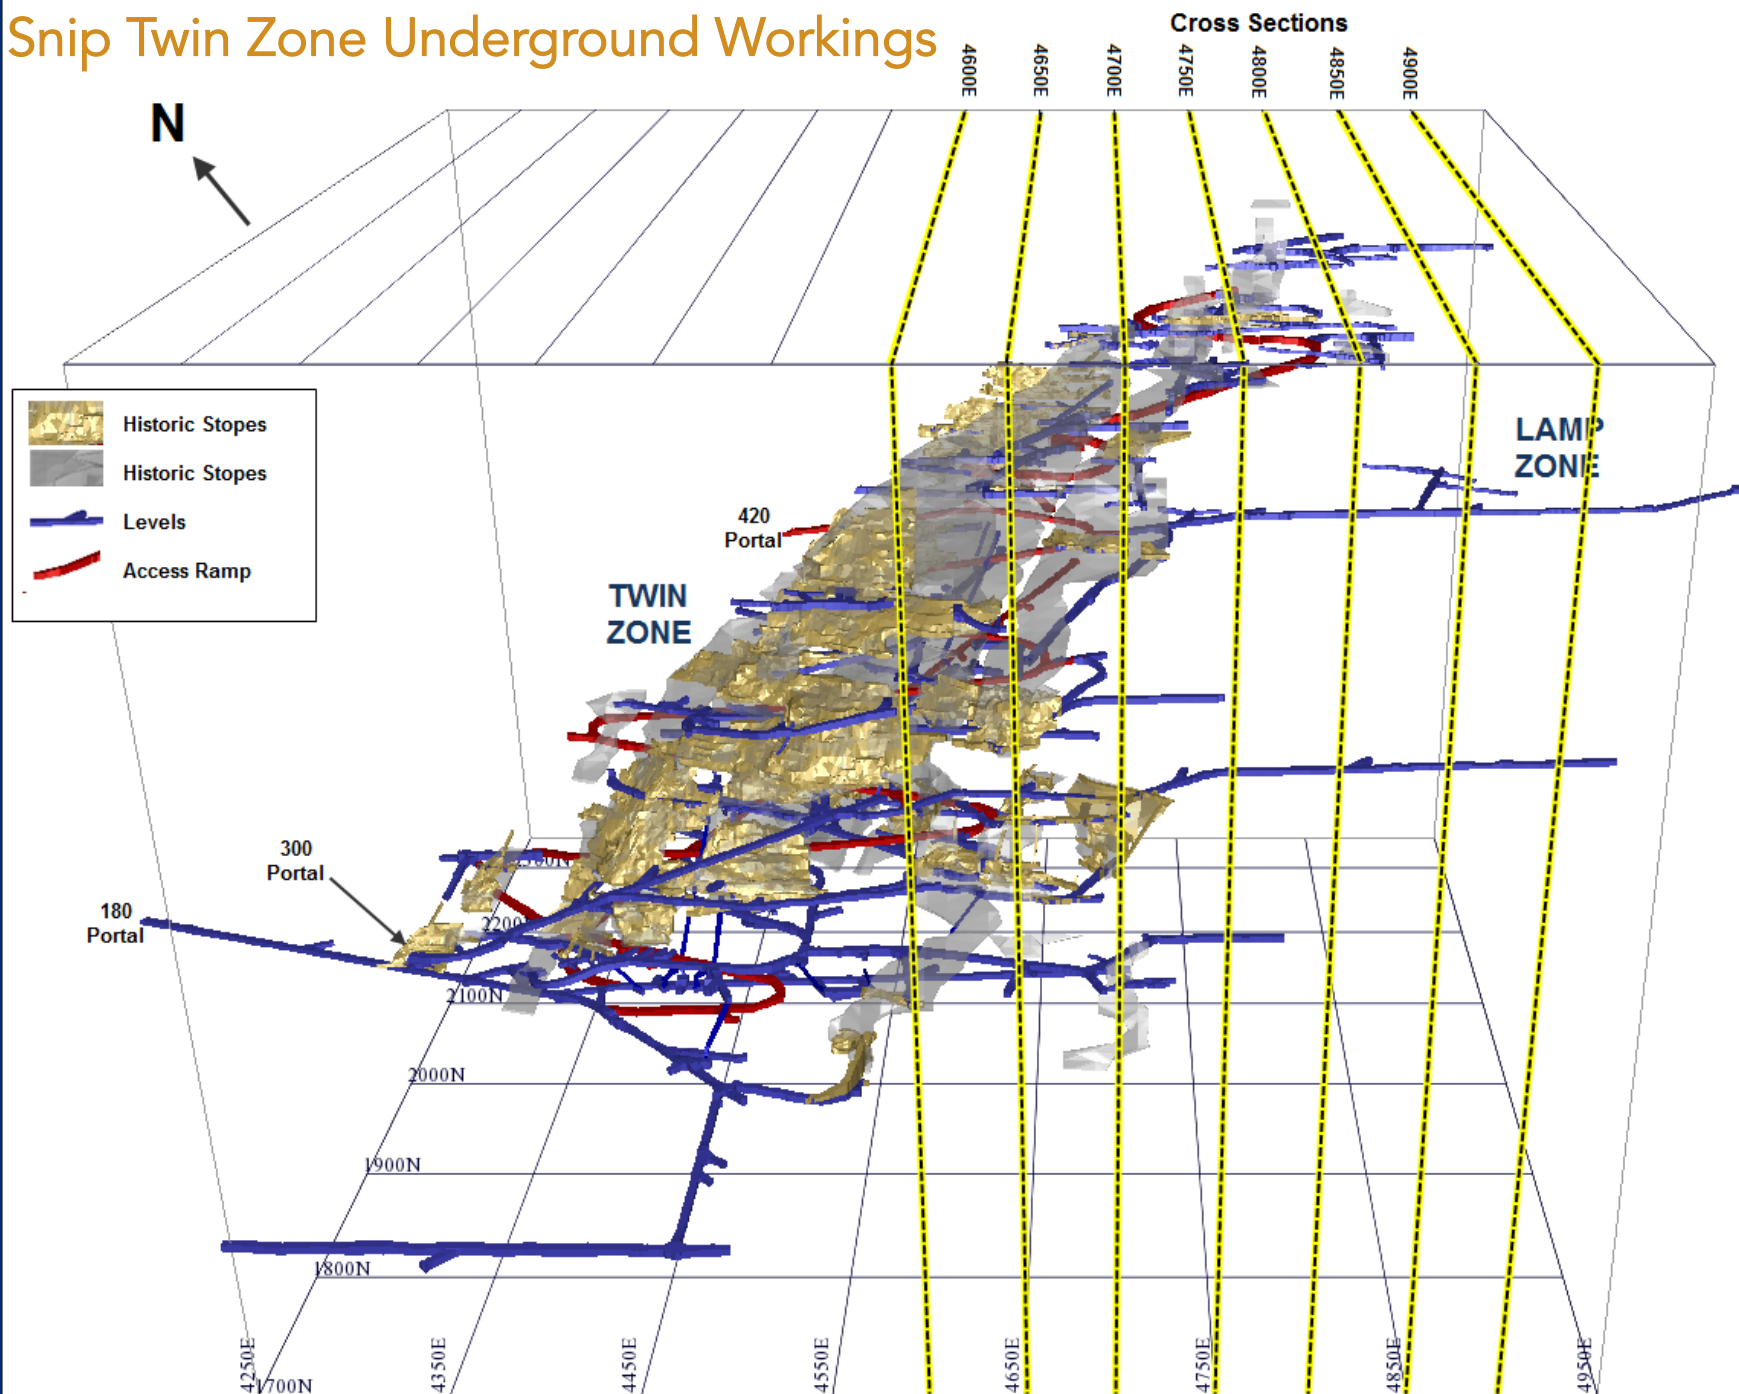 Snip Twin Zone Underground Workings
Cross Sections
4600E
4650E
4700E
4750E
4800E
4850E
4900E
N
Historic Stopes
Historic Stopes
Levels
Access Ramp
LAMP
ZONE
420
Portal
TWIN
ZONE
300
Portal
180
Portal
2200
2100N
2000N
1900N
1800N
1700N
4250E
4350E
4450E
4550E
4650E
4750E
4850E
4950E